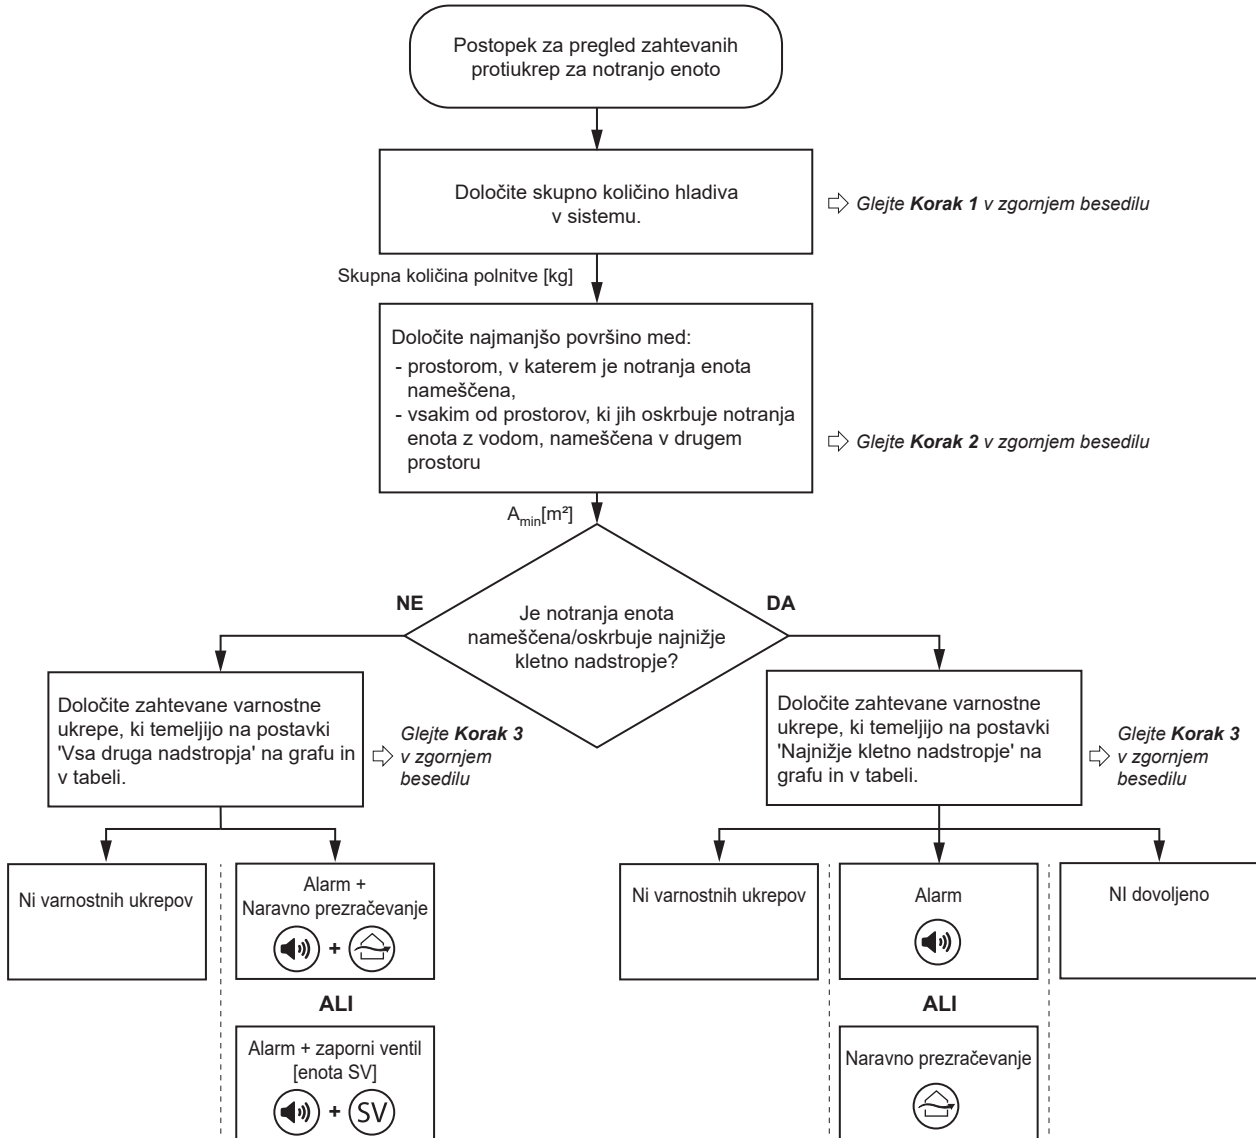 Postopek za pregled zahtevanih
protiukrep za notranjo enoto
Določite skupno količino hladiva
v sistemu.
Glejte Korak 1 v zgornjem besedilu
Skupna količina polnitve [kg]
Določite najmanjšo površino med:
- prostorom, v katerem je notranja enota
nameščena,
- vsakim od prostorov, ki jih oskrbuje notranja
enota z vodom, nameščena v drugem
prostoru
Glejte Korak 2 v zgornjem besedilu
Amin[m²]
NE
DA
Je notranja enota
nameščena/oskrbuje najnižje
kletno nadstropje?
Določite zahtevane varnostne
ukrepe, ki temeljijo na postavki
'Vsa druga nadstropja' na grafu in
v tabeli.
Glejte Korak 3
v zgornjem
besedilu
Določite zahtevane varnostne
ukrepe, ki temeljijo na postavki
'Najnižje kletno nadstropje' na
grafu in v tabeli.
Glejte Korak 3
v zgornjem
besedilu
Ni varnostnih ukrepov
Alarm +
Naravno prezračevanje
+
ALI
Alarm + zaporni ventil
[enota SV]
+ SV
Ni varnostnih ukrepov
Alarm
ALI
Naravno prezračevanje
NI dovoljeno